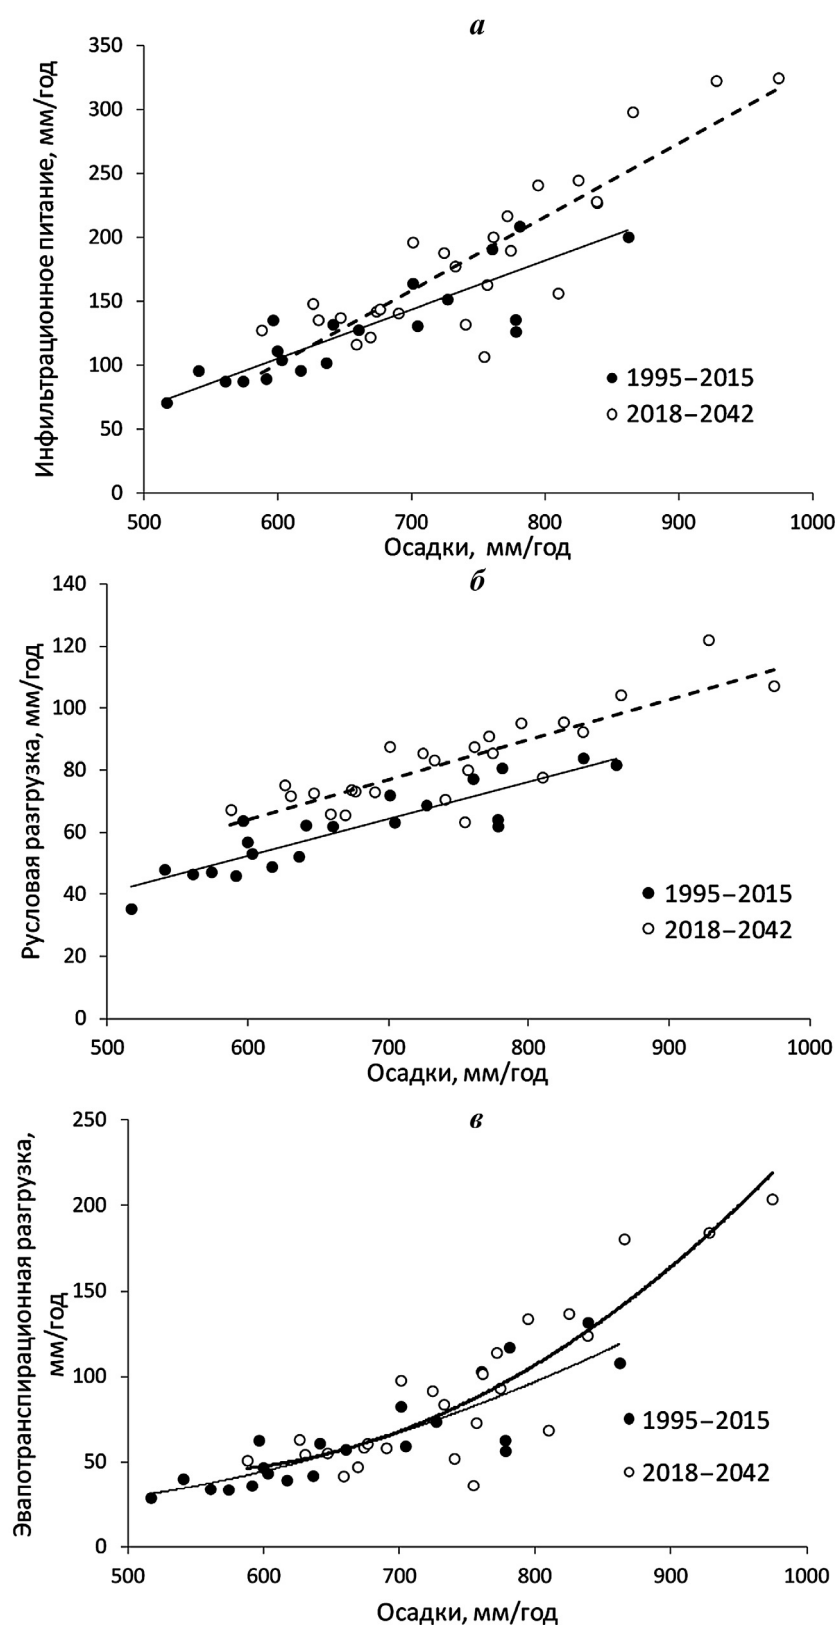 а
350
300
250
200
150
100
50
0
Инфильтрационное питание, мм/год
1995–2015
2018–2042
500 600 700 800 900 1000
Осадки, мм/год
б
140
120
100
80
60
40
20
0
Русловая разгрузка, мм/год
1995–2015
2018–2042
500 600 700 800 900 1000
Осадки, мм/год
в
250
200
150
100
50
0
Эвапотранспирационная разгрузка,
мм/год
1995–2015
2018–2042
500 600 700 800 900 1000
Осадки, мм/год